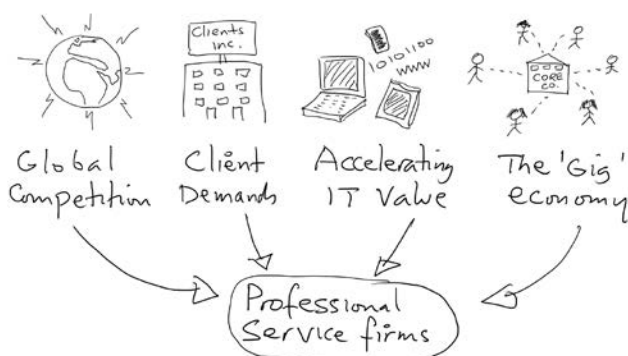 Clients
Inc.
10101100
WWW
CORE
CO.
Global
Competition
Client
Demands
Accelerating
IT Value
The 'Gig'
economy
Professional
Service firms